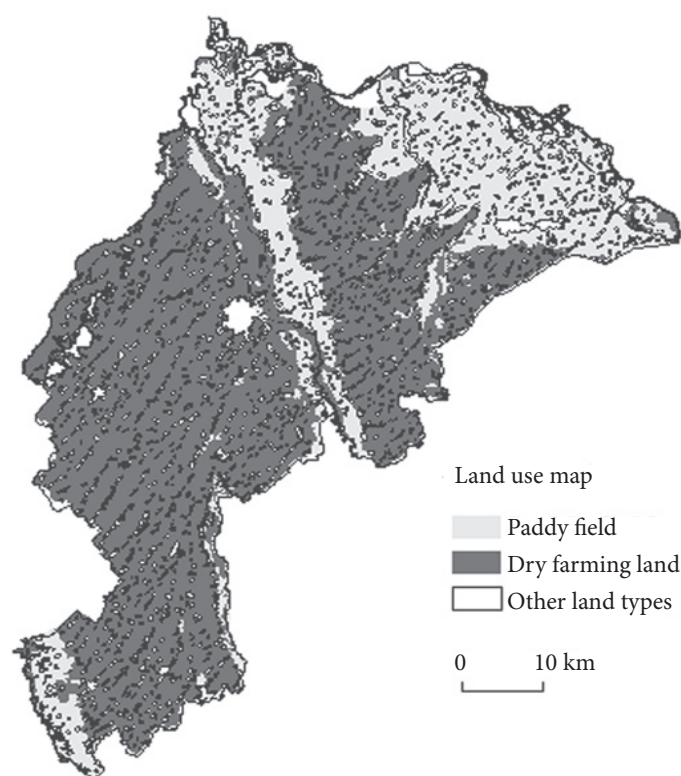 Land use map
Paddy field
Dry farming land
Other land types
0 10 km